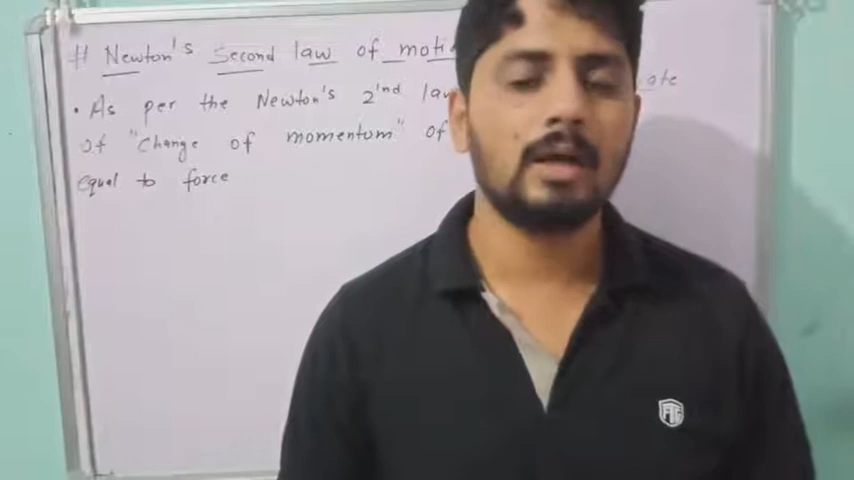 # Newton's Second law of moti
• As per the Newton's 2'nd la ate
of "Change of momentum" of
equal to force